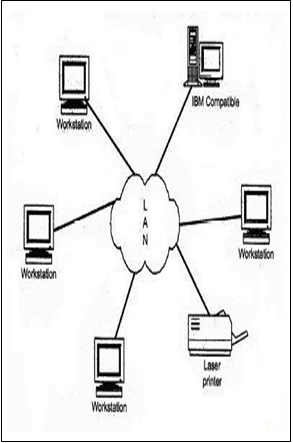 IBM Compatible
Workstation
L
A
N
Workstation
Workstation
Laser
printer
Workstation